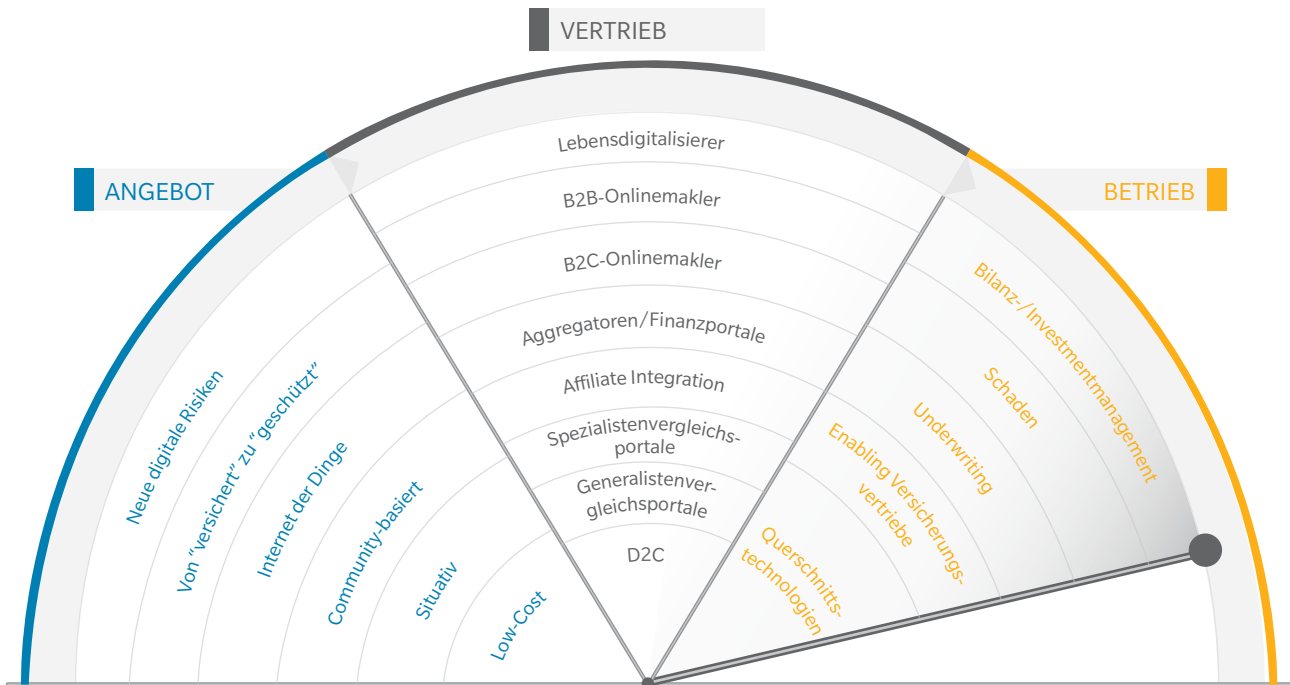 VERTRIEB
ANGEBOT
BETRIEB
Neue digitale Risiken
Von “versichert” zu “geschützt”
Internet der Dinge
Community-basiert
Situativ
Low-Cost
Lebensdigitalisierer
B2B-Onlinemakler
B2C-Onlinemakler
Aggregatoren/Finanzportale
Affiliate Integration
Spezialistenvergleichs-
portale
Generalistenver-
gleichsportale
D2C
Bilanz-/Investmentmanagement
Schaden
Underwriting
Enabling Versicherungs-
vertriebe
Querschnitts-
technologien